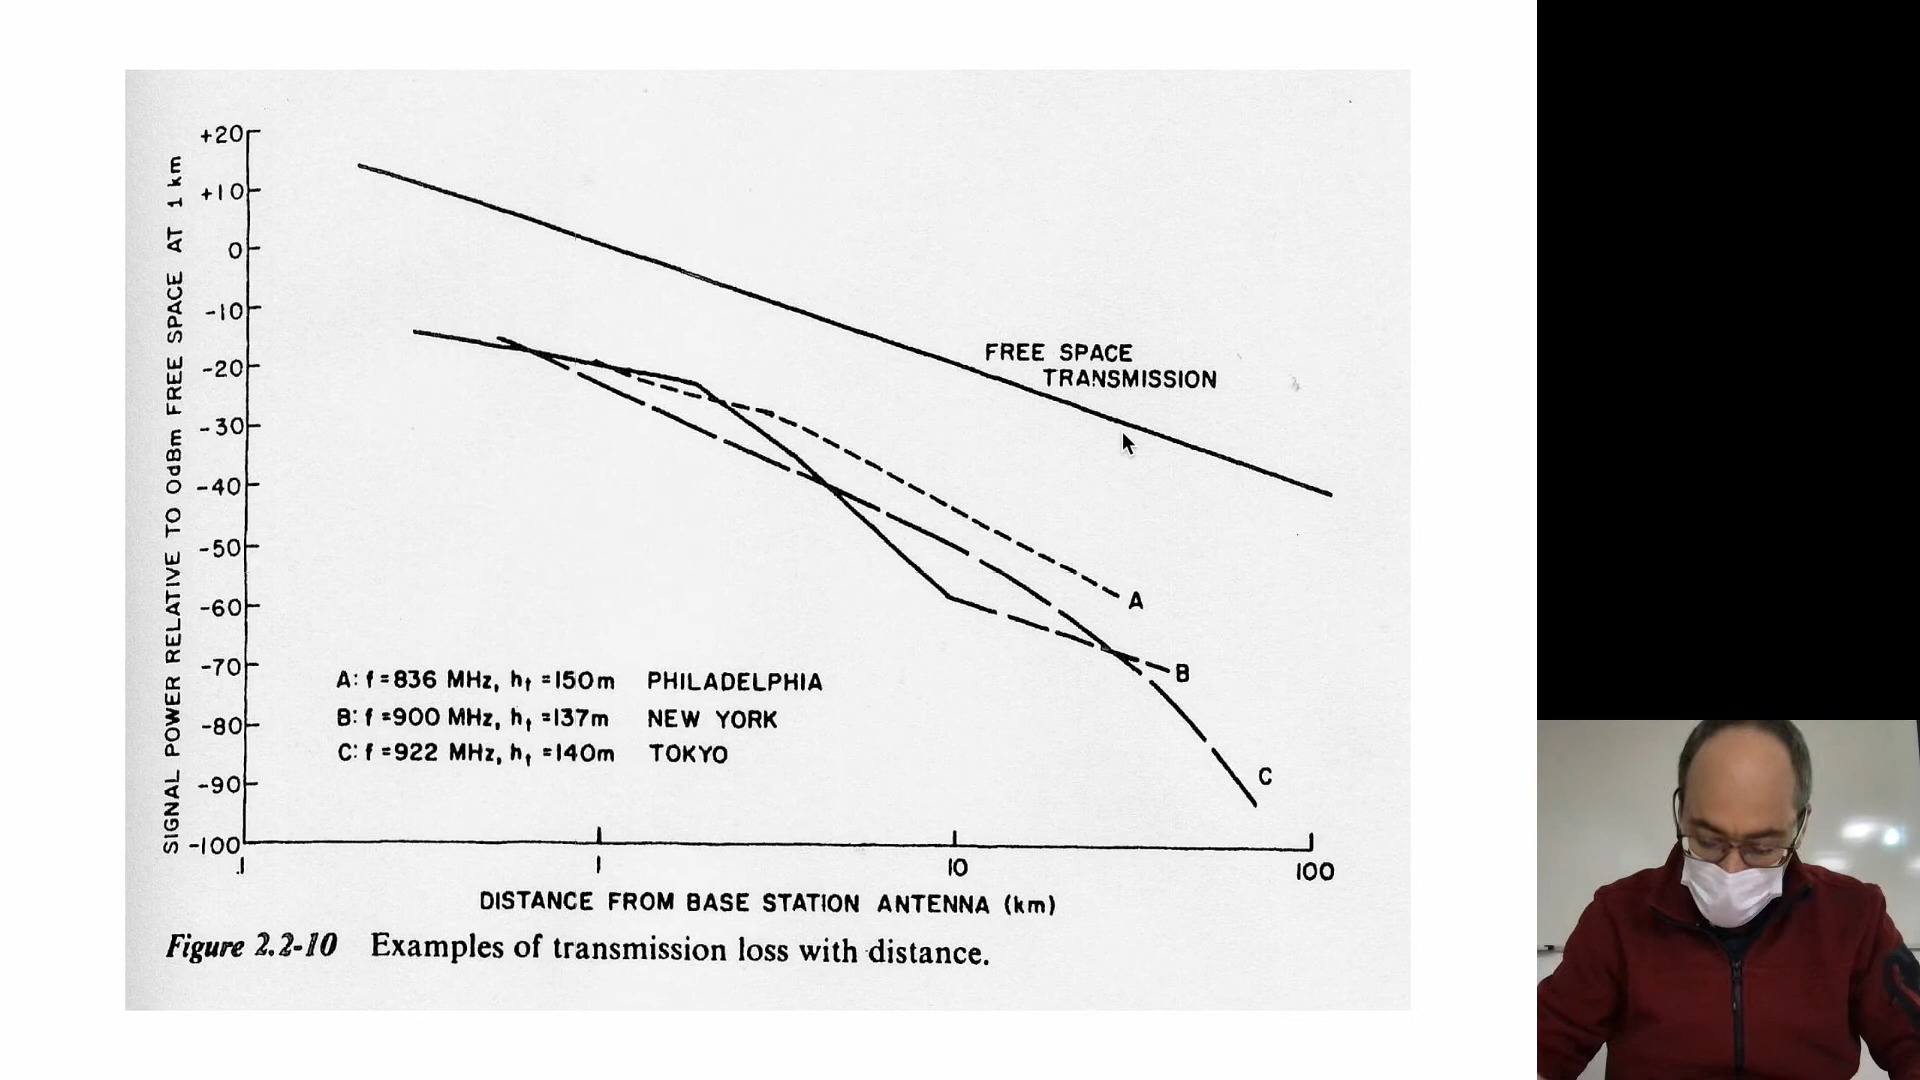 +20
+10
0
-10
-20
-30
-40
-50
-60
-70
-80
-90
-100
SIGNAL POWER RELATIVE TO 0dBm FREE SPACE AT 1 km
FREE SPACE
TRANSMISSION
A
B
C
A: f = 836 MHz, ht = 150m PHILADELPHIA
B: f = 900 MHz, ht = 137m NEW YORK
C: f = 922 MHz, ht = 140m TOKYO
.1 1 10 100
DISTANCE FROM BASE STATION ANTENNA (km)
Figure 2.2-10 Examples of transmission loss with distance.